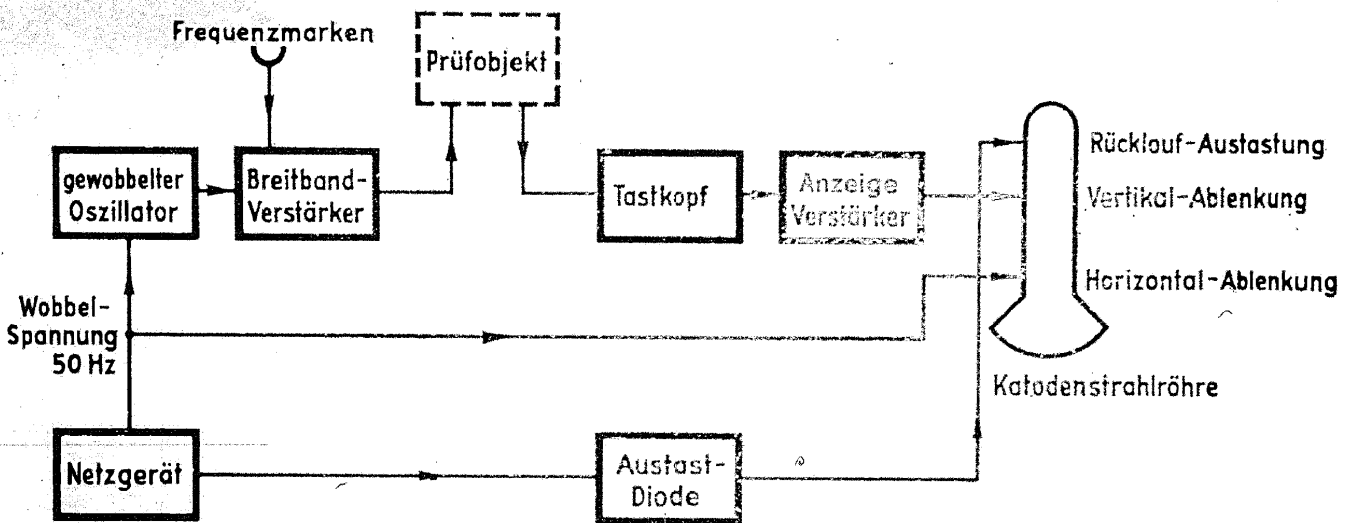 Frequenzmarken
Prüfobjekt
gewobbelter
Oszillator
Breitband-
Verstärker
Tastkopf
Anzeige
Verstärker
Rücklauf-Austastung
Vertikal-Ablenkung
Horizontal-Ablenkung
Wobbel-
Spannung
50 Hz
Katodenstrahlröhre
Netzgerät
Austast-
Diode